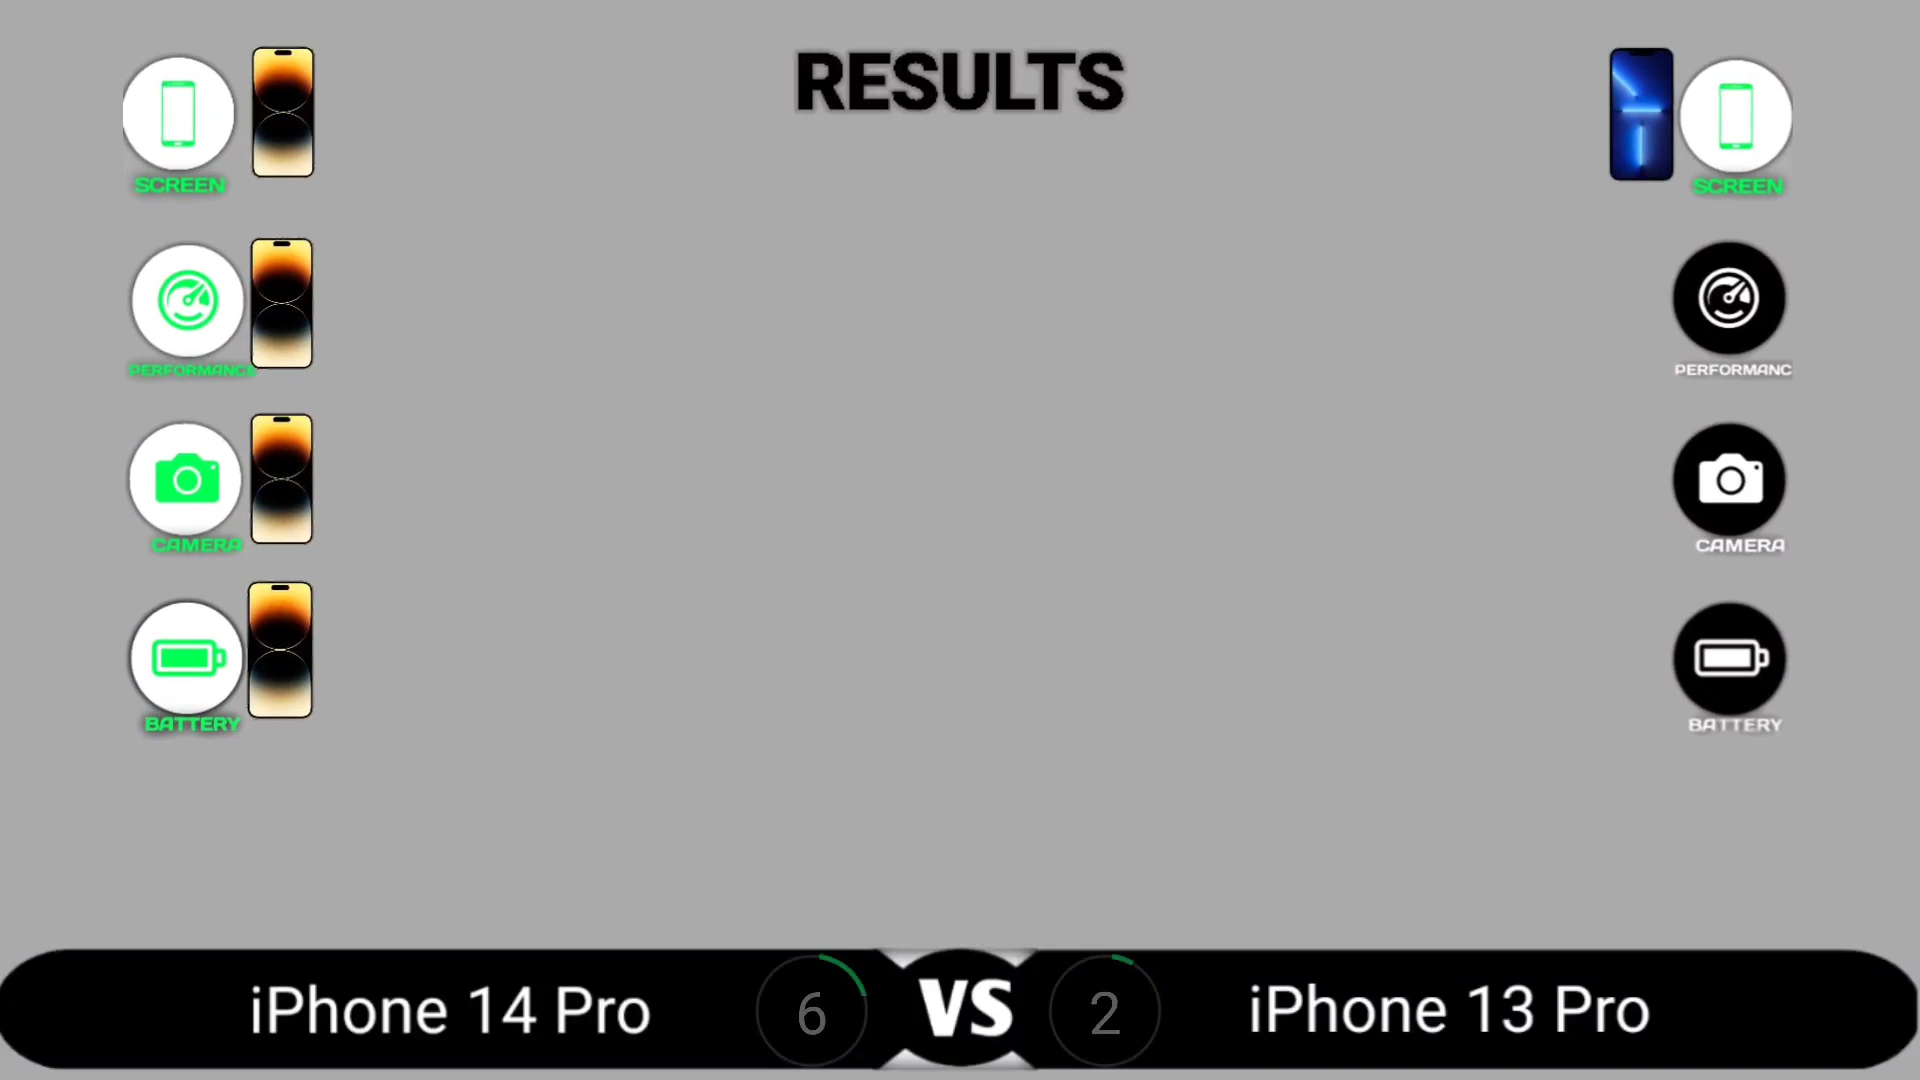 RESULTS
SCREEN
SCREEN
PERFORMANCE
PERFORMANC
CAMERA
CAMERA
BATTERY
BATTERY
iPhone 14 Pro 6 VS 2 iPhone 13 Pro